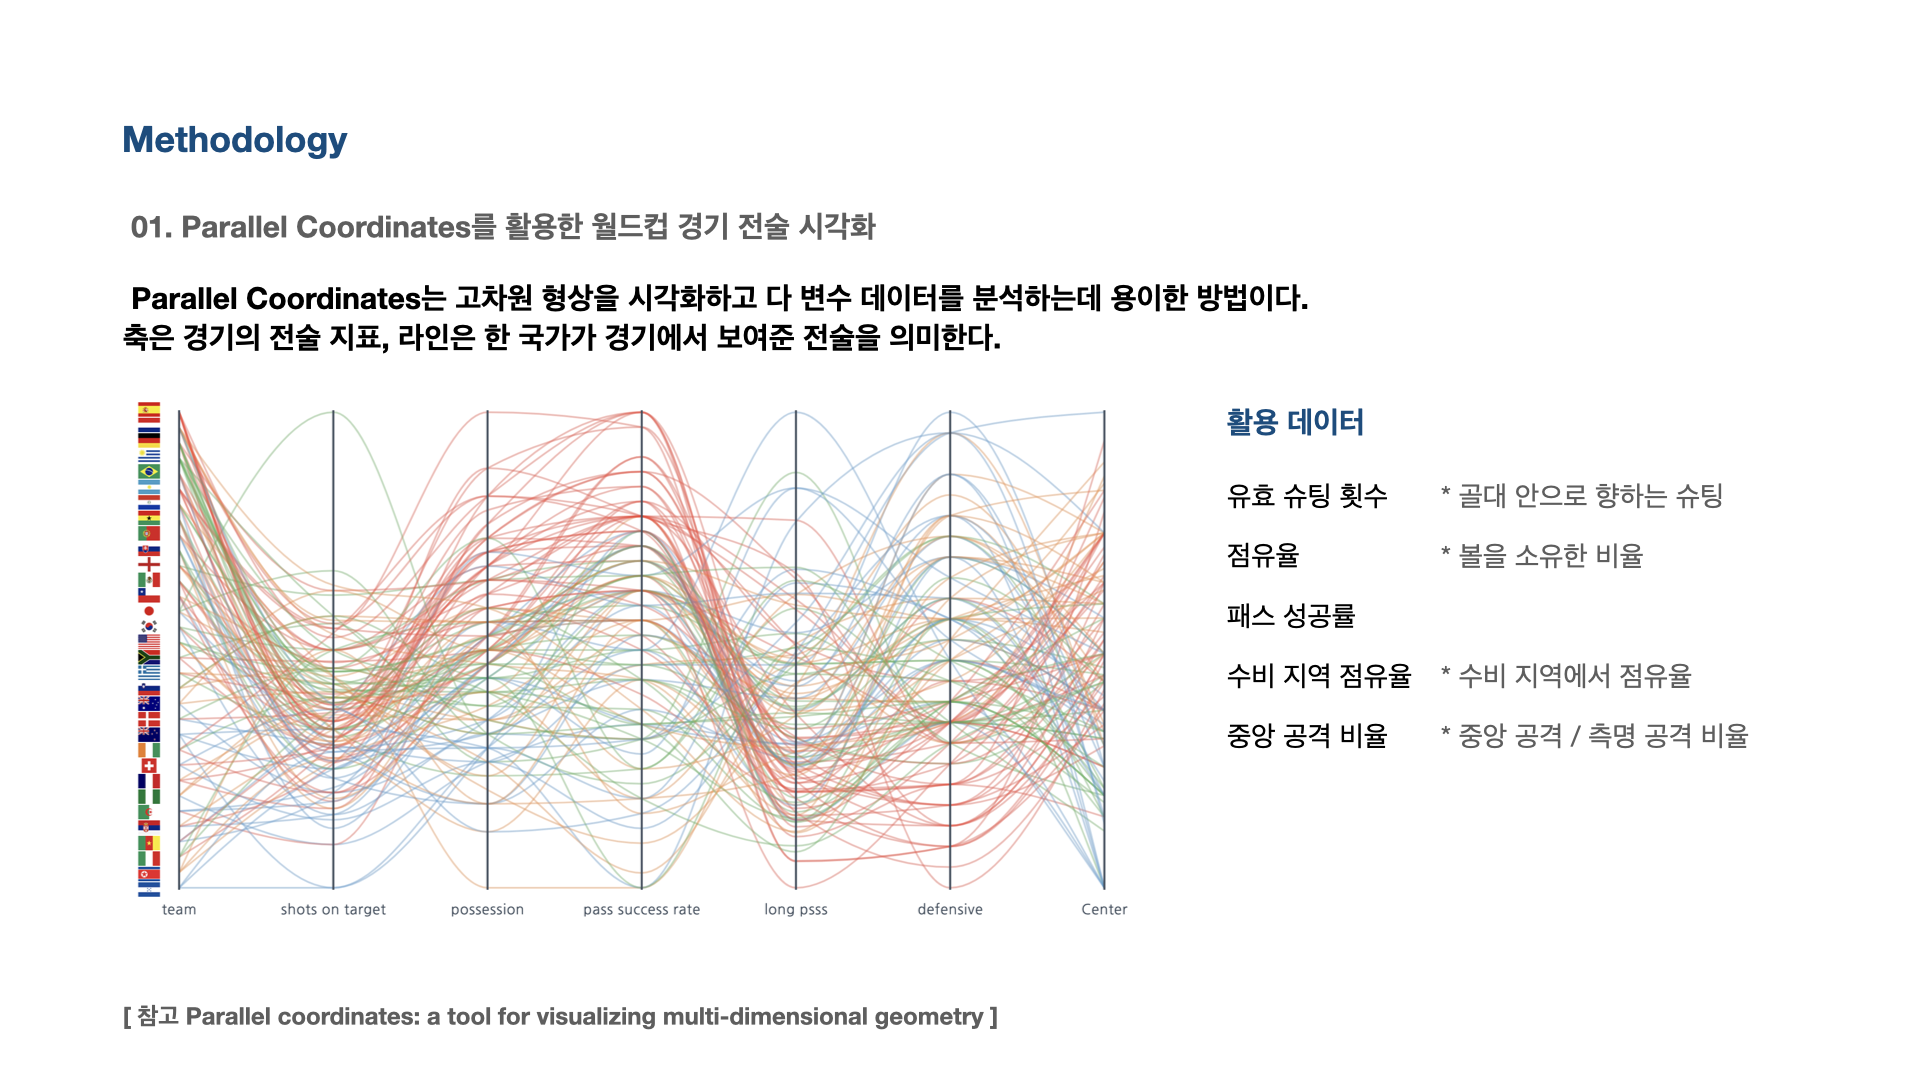 Methodology
01. Parallel Coordinates를 활용한 월드컵 경기 전술 시각화
Parallel Coordinates는 고차원 형상을 시각화하고 다 변수 데이터를 분석하는데 용이한 방법이다.
축은 경기의 전술 지표, 라인은 한 국가가 경기에서 보여준 전술을 의미한다.
team shots on target possession pass success rate long psss defensive Center
활용 데이터
유효 슈팅 횟수 * 골대 안으로 향하는 슈팅
점유율 * 볼을 소유한 비율
패스 성공률
수비 지역 점유율 * 수비 지역에서 점유율
중앙 공격 비율 * 중앙 공격 / 측명 공격 비율
[ 참고 Parallel coordinates: a tool for visualizing multi-dimensional geometry ]